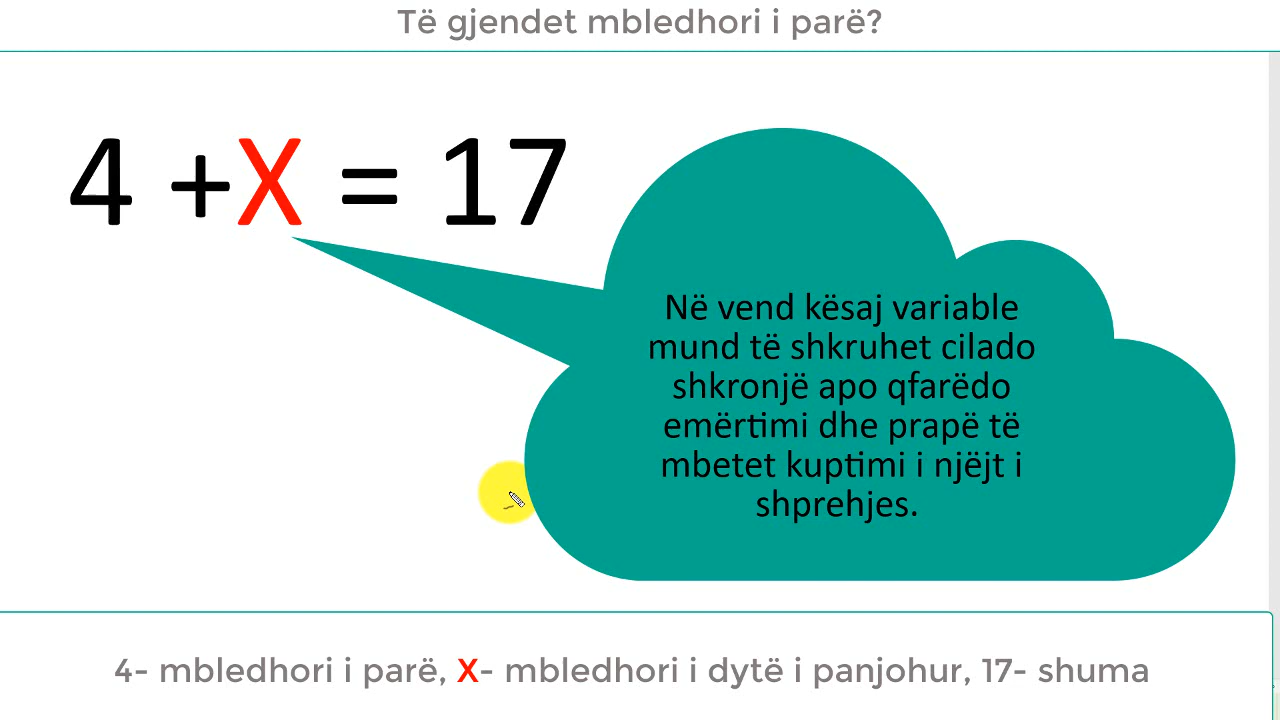 Të gjendet mbledhori i parë?
4 +X = 17
Në vend kësaj variable
mund të shkruhet cilado
shkronjë apo qfarëdo
emërtimi dhe prapë të
mbetet kuptimi i njëjt i
shprehjes.
4- mbledhori i parë, X- mbledhori i dytë i panjohur, 17- shuma